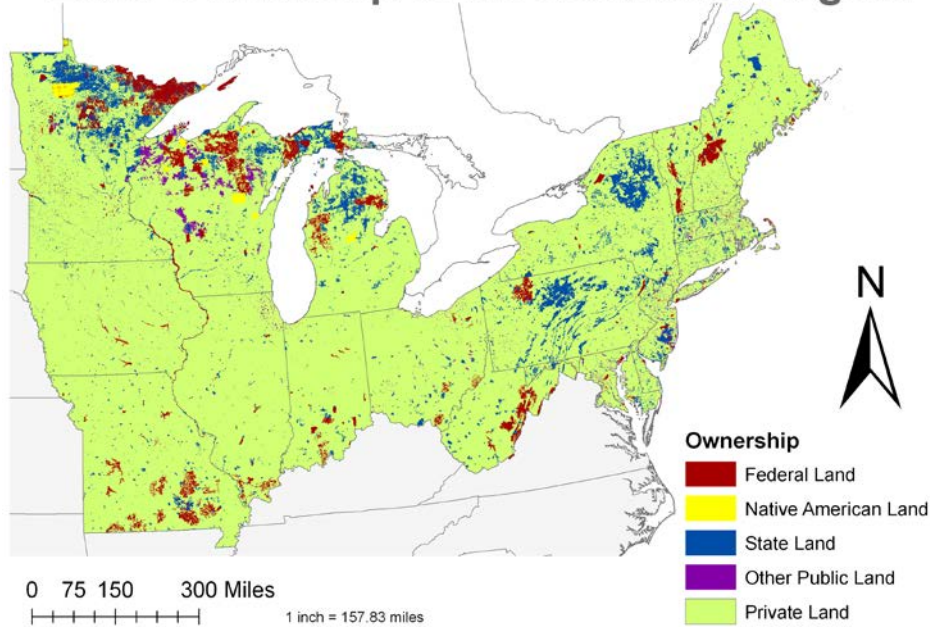 N
Ownership
Federal Land
Native American Land
State Land
Other Public Land
Private Land
0 75 150 300 Miles
1 inch = 157.83 miles